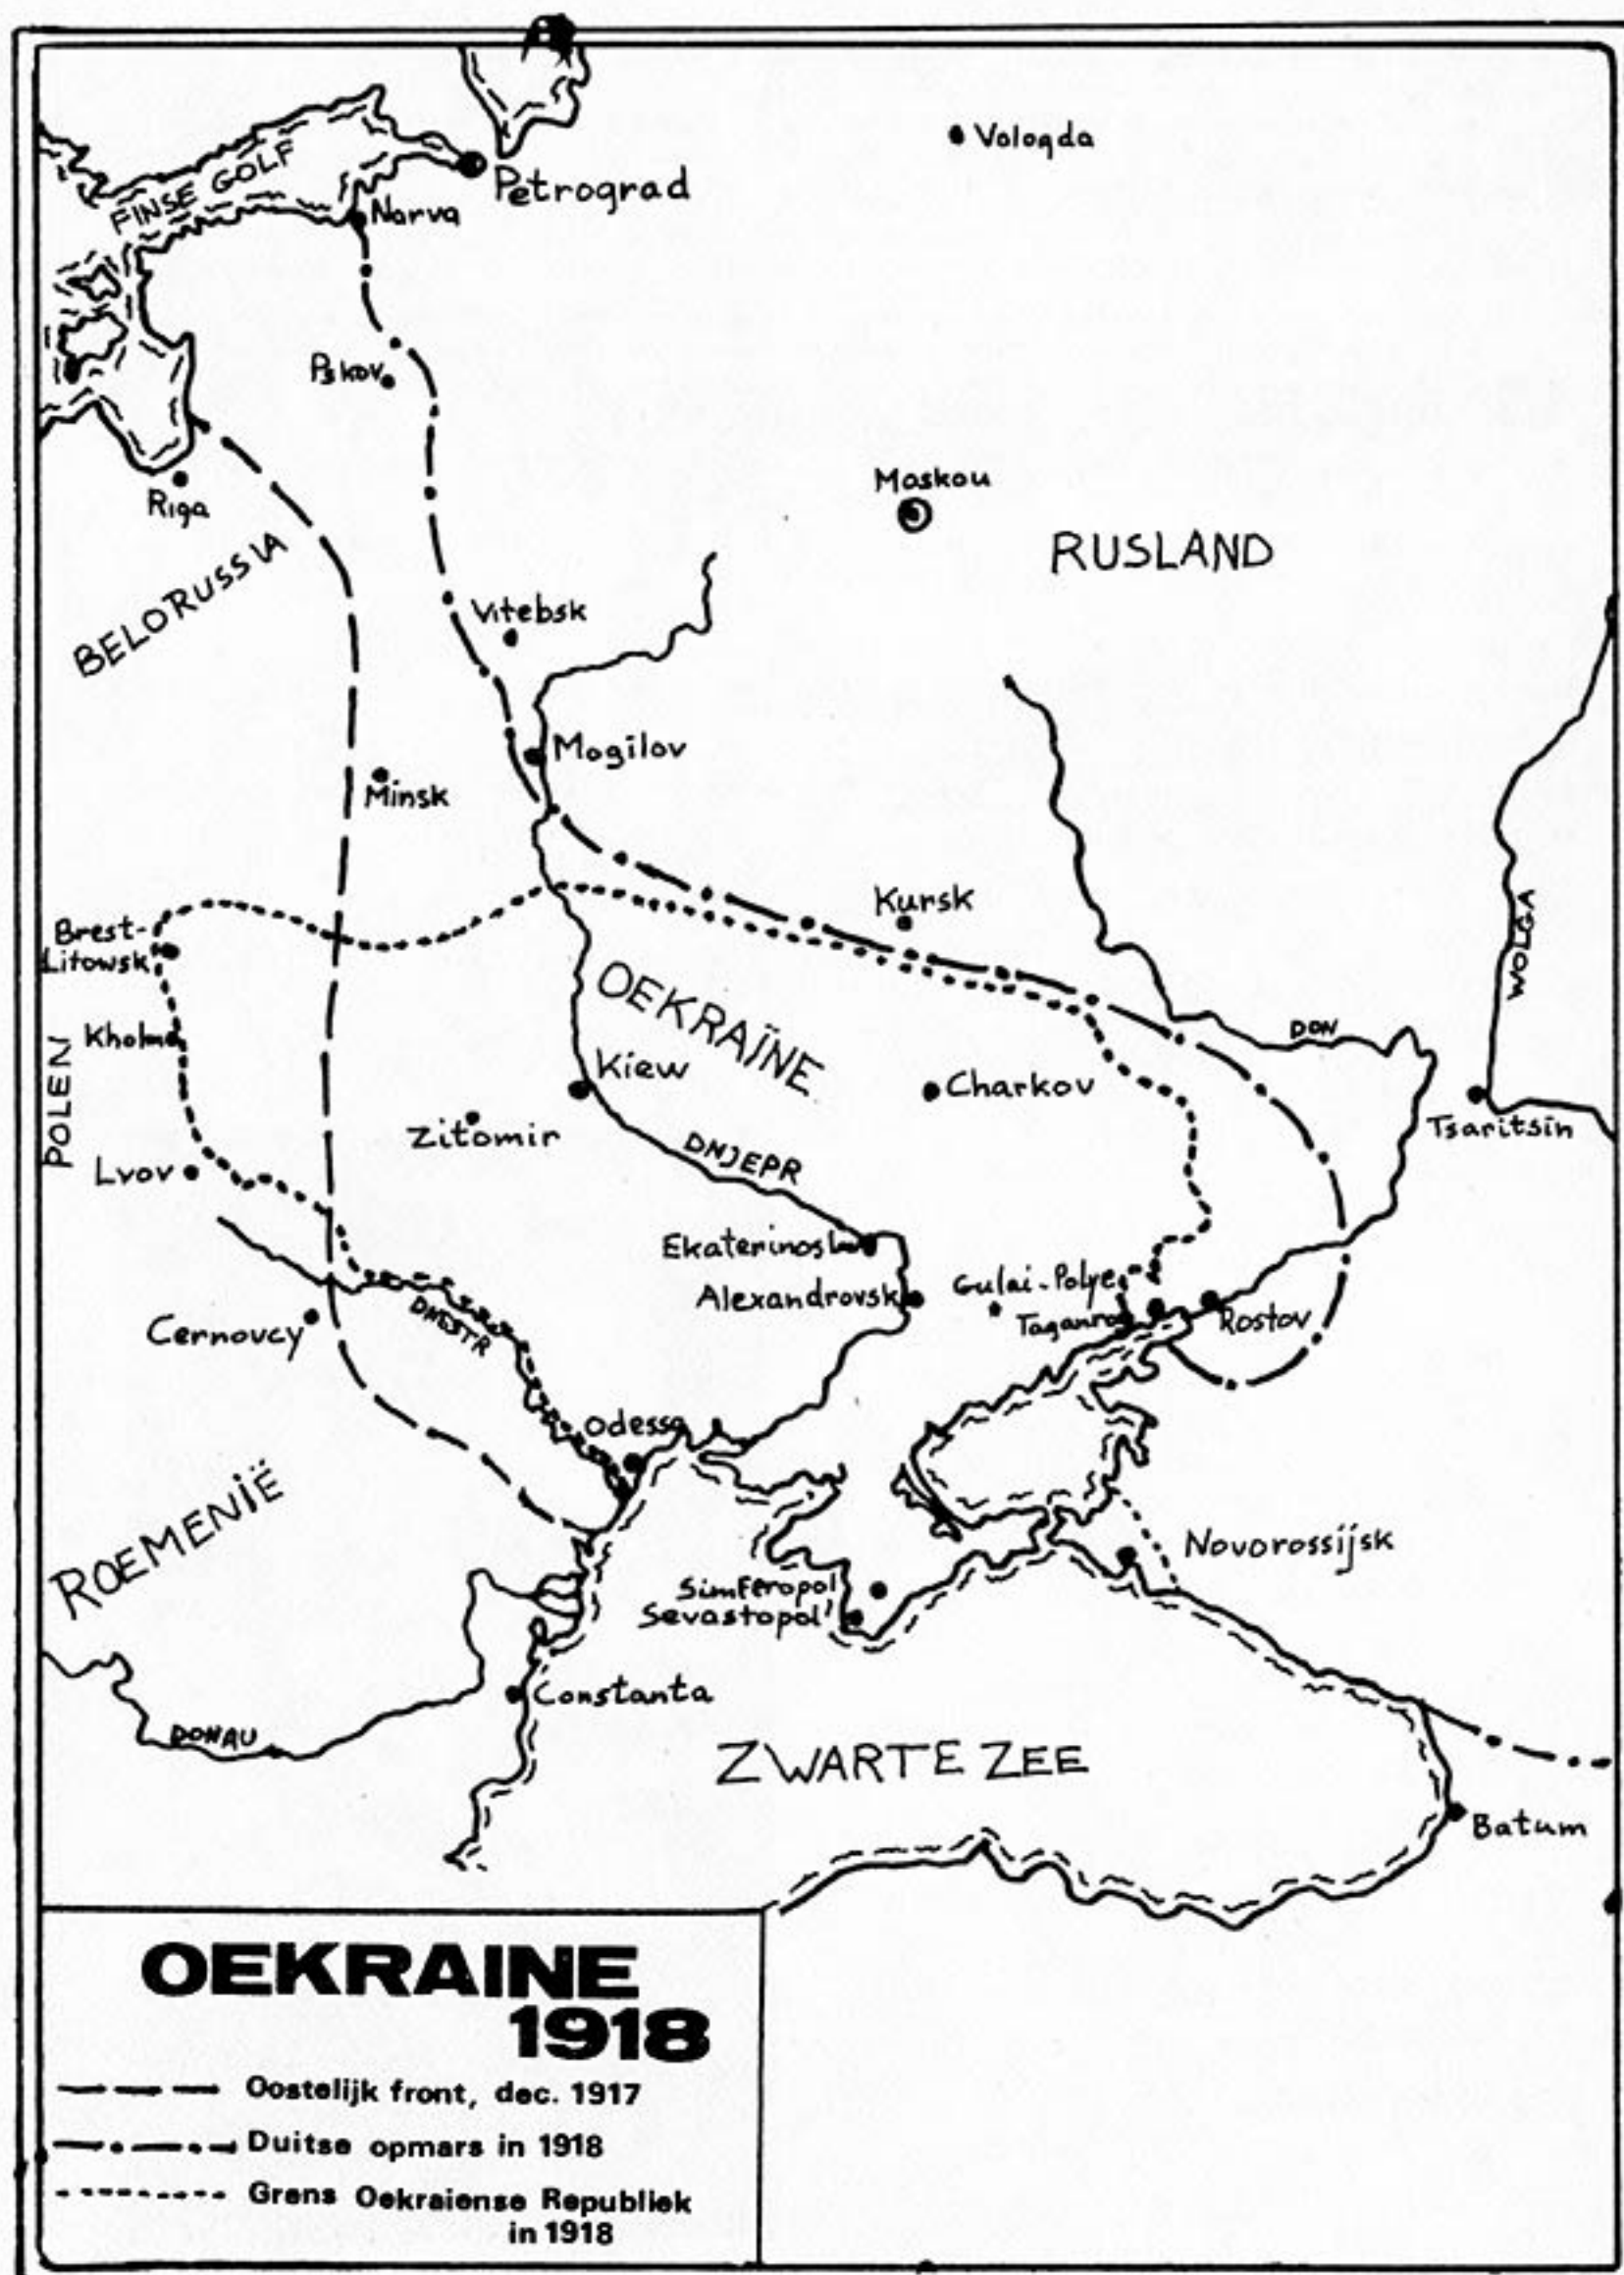 Vologda
Petrograd
FINSE GOLF
Narva
Pskov
Riga
Moskou
RUSLAND
BELORUSSIA
Vitebsk
Mogilov
Minsk
Kursk
Brest-
Litowsk
OEKRAÏNE
WOLGA
DON
Kholm
Kiew
Charkov
POLEN
Zitomir
DNJEPR
Tsaritsin
Lvov
Ekaterinoslav
Gulai-Polye
Alexandrovsk
Taganrog
Rostov
Cernovcy
DNESTR
Odessa
ROEMENIË
Novorossijsk
Simferopol
Sevastopol'
Constanta
DONAU
ZWARTE ZEE
Batum
OEKRAINE
1918
Oostelijk front, dec. 1917
Duitse opmars in 1918
Grens Oekraiense Republiek
in 1918